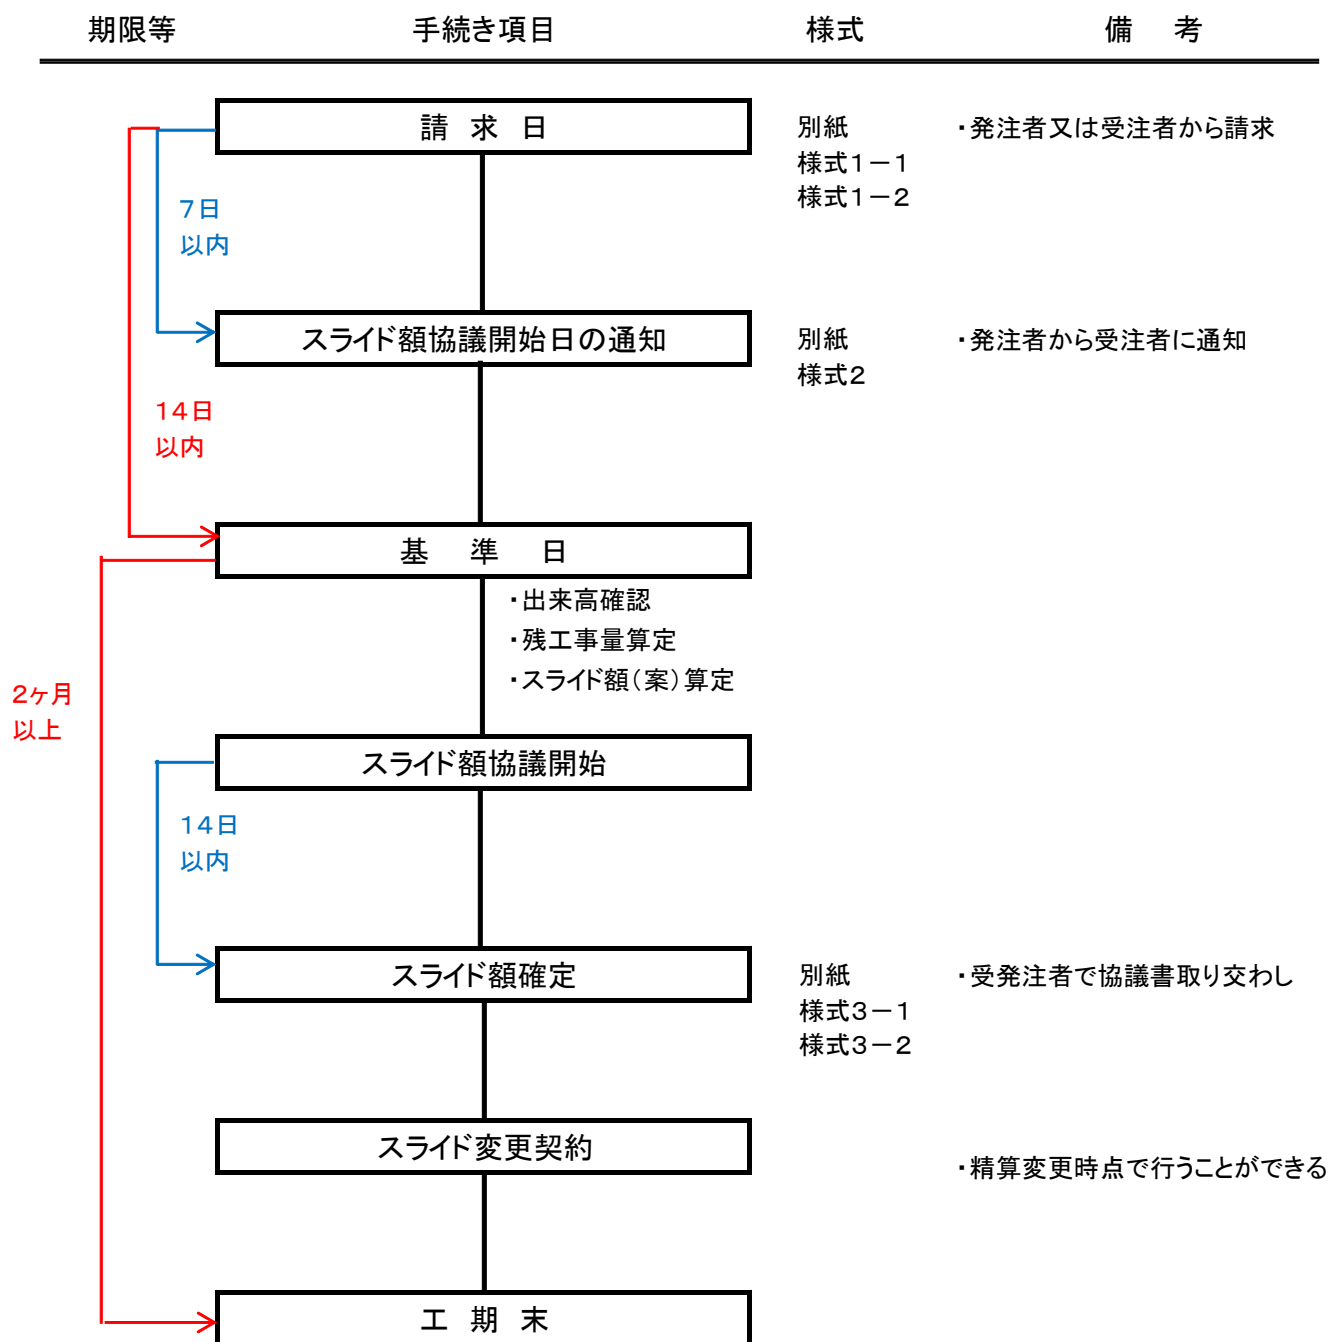 期限等　手続き項目　様式　備　考
請　求　日
別紙
様式１－１
様式１－２
・発注者又は受注者から請求
７日
以内
スライド額協議開始日の通知
別紙
様式２
・発注者から受注者に通知
１４日
以内
基　準　日
・出来高確認
・残工事量算定
・スライド額（案）算定
２ヶ月
以上
スライド額協議開始
１４日
以内
スライド額確定
別紙
様式３－１
様式３－２
・受発注者で協議書取り交わし
スライド変更契約
・精算変更時点で行うことができる
工　期　末